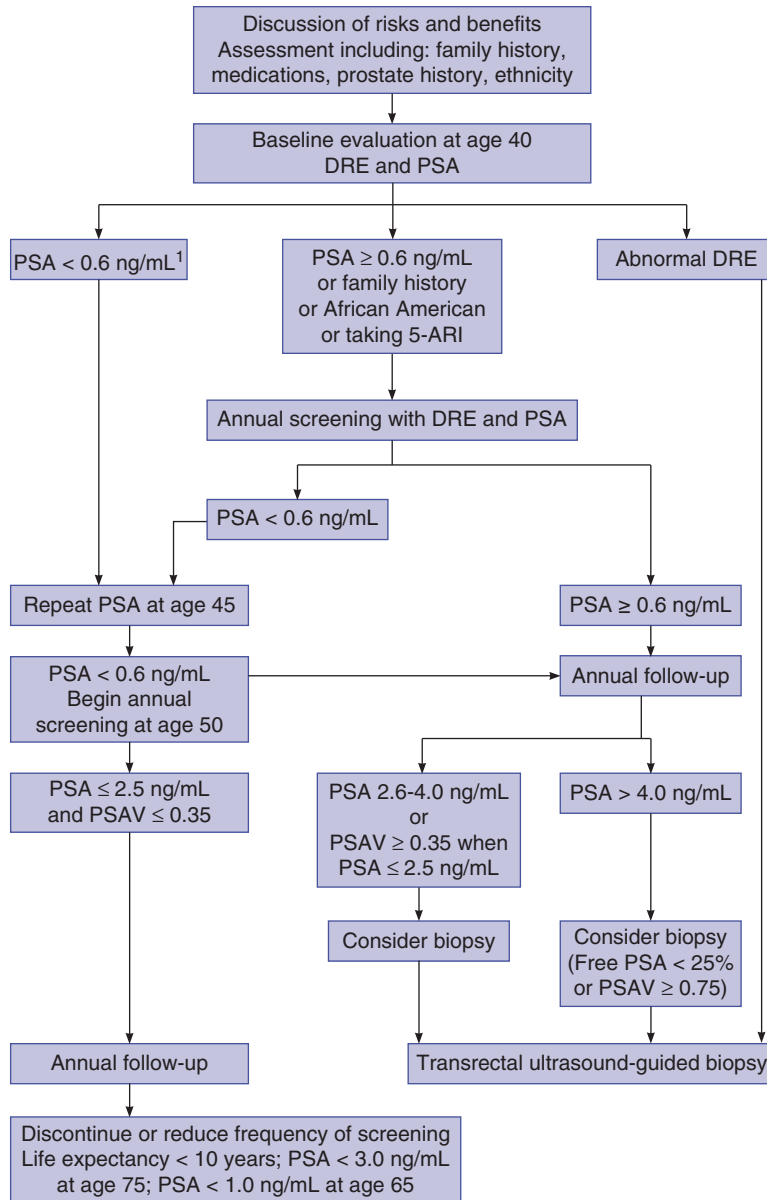 Discussion of risks and benefits
Assessment including: family history,
medications, prostate history, ethnicity
Baseline evaluation at age 40
DRE and PSA
PSA < 0.6 ng/mL¹
PSA ≥ 0.6 ng/mL
or family history
or African American
or taking 5-ARI
Abnormal DRE
Annual screening with DRE and PSA
PSA < 0.6 ng/mL
Repeat PSA at age 45
PSA ≥ 0.6 ng/mL
PSA < 0.6 ng/mL
Begin annual
screening at age 50
Annual follow-up
PSA ≤ 2.5 ng/mL
and PSAV ≤ 0.35
PSA 2.6-4.0 ng/mL
or
PSAV ≥ 0.35 when
PSA ≤ 2.5 ng/mL
PSA > 4.0 ng/mL
Consider biopsy
Consider biopsy
(Free PSA < 25%
or PSAV ≥ 0.75)
Annual follow-up
Transrectal ultrasound-guided biopsy
Discontinue or reduce frequency of screening
Life expectancy < 10 years; PSA < 3.0 ng/mL
at age 75; PSA < 1.0 ng/mL at age 65